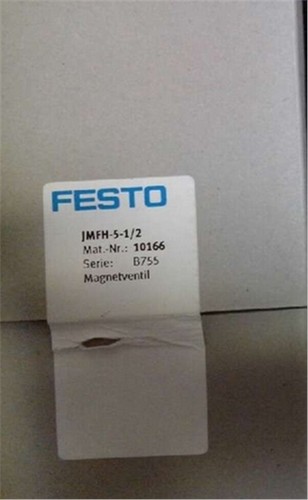 FESTO
JMFH-5-1/2
Mat.-Nr.: 10166
Serie: B755
Magnetventil